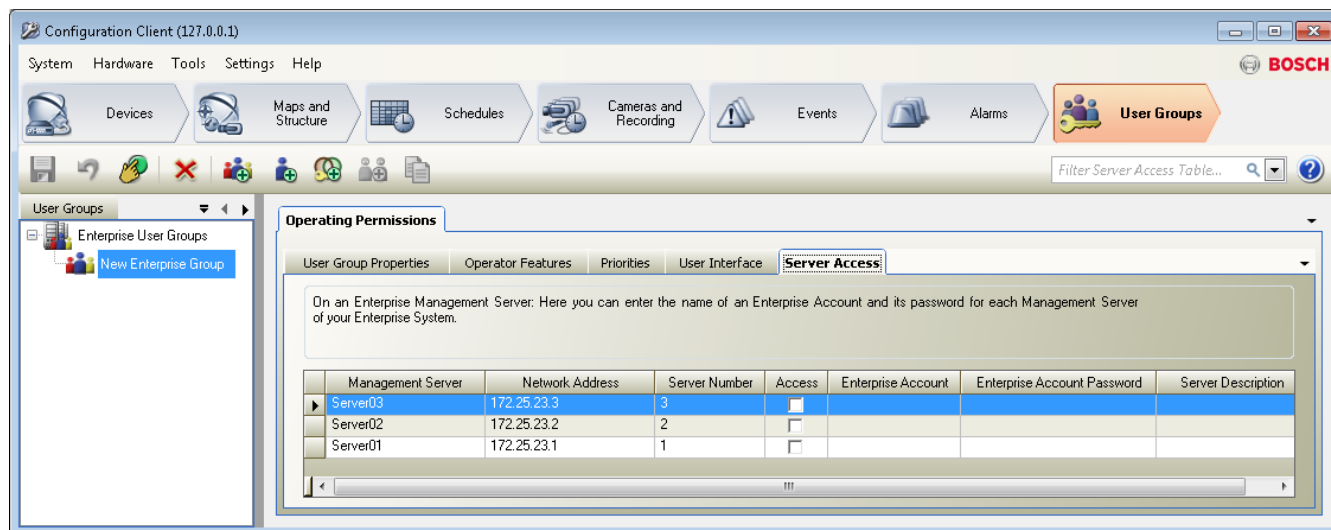 Configuration Client (127.0.0.1)
System Hardware Tools Settings Help
BOSCH
Devices
Maps and
Structure
Schedules
Cameras and
Recording
Events
Alarms
User Groups
Filter Server Access Table...
User Groups
Enterprise User Groups
New Enterprise Group
Operating Permissions
User Group Properties Operator Features Priorities User Interface Server Access
On an Enterprise Management Server: Here you can enter the name of an Enterprise Account and its password for each Management Server
of your Enterprise System.
Management Server Network Address Server Number Access Enterprise Account Enterprise Account Password Server Description
Server03 172.25.23.3 3
Server02 172.25.23.2 2
Server01 172.25.23.1 1